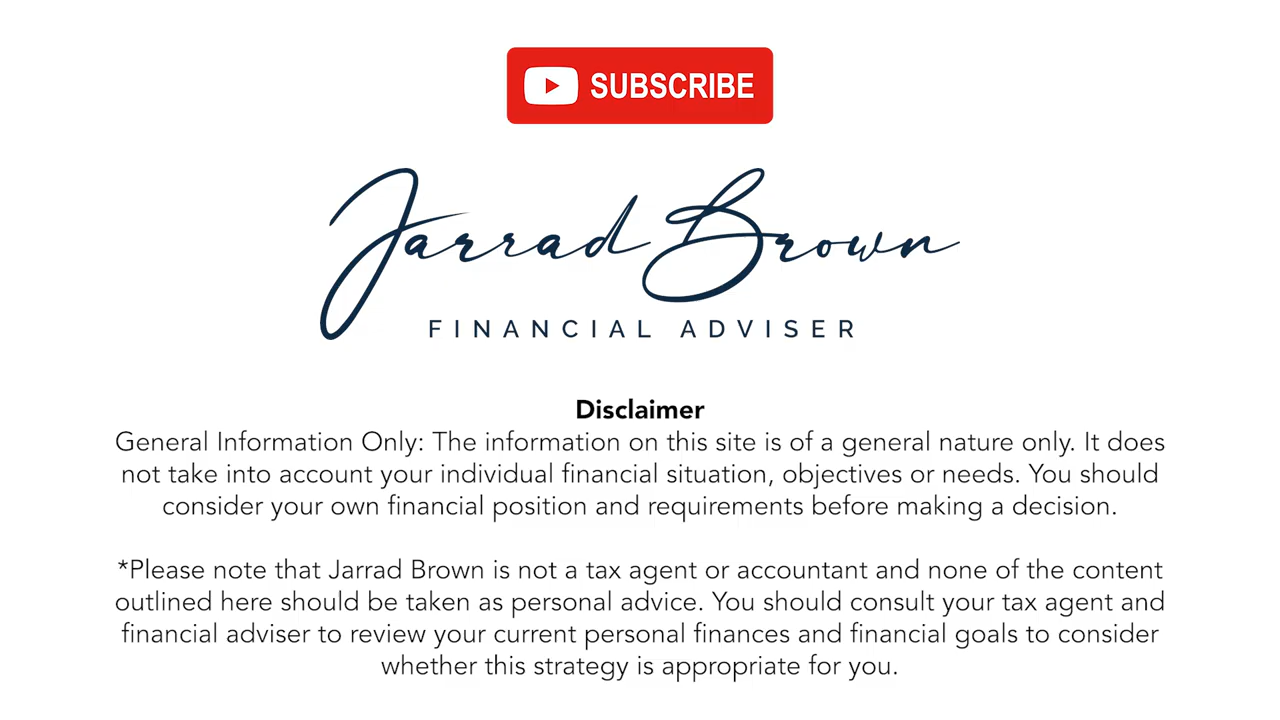 SUBSCRIBE
Jarrad Brown
FINANCIAL ADVISER
Disclaimer
General Information Only: The information on this site is of a general nature only. It does
not take into account your individual financial situation, objectives or needs. You should
consider your own financial position and requirements before making a decision.
*Please note that Jarrad Brown is not a tax agent or accountant and none of the content
outlined here should be taken as personal advice. You should consult your tax agent and
financial adviser to review your current personal finances and financial goals to consider
whether this strategy is appropriate for you.